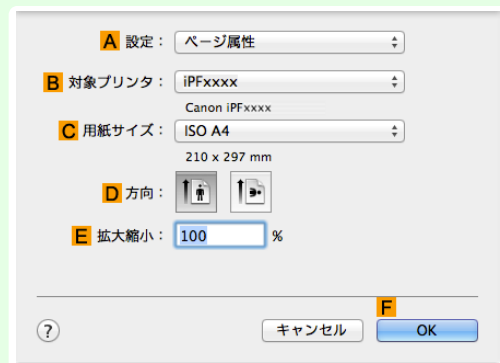 A 設定： ページ属性
B 対象プリンタ： iPFxxxx
Canon iPFxxxx
C 用紙サイズ： ISO A4
210 x 297 mm
D 方向：
E 拡大縮小： 100 %
F
? キャンセル OK